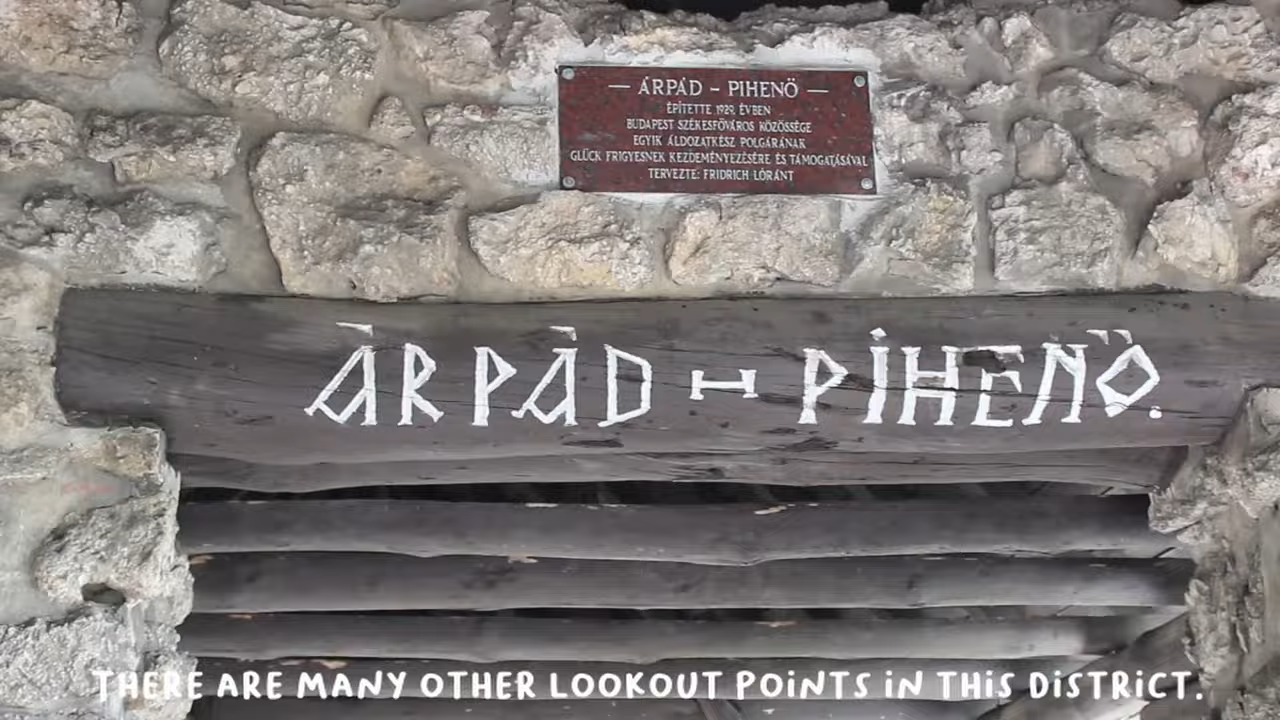 — ÁRPÁD - PIHENŐ —
ÉPÍTETTE 1929. ÉVBEN
BUDAPEST SZÉKESFŐVÁROS KÖZÖSSÉGE
EGYIK ÁLDOZATKÉSZ POLGÁRÁNAK
GLÜCK FRIGYESNEK KEZDEMÉNYEZÉSÉRE ÉS TÁMOGATÁSÁVAL
TERVEZTE: FRIDRICH LÓRÁNT
ÁRPÁD - PIHENŐ.
THERE ARE MANY OTHER LOOKOUT POINTS IN THIS DISTRICT.